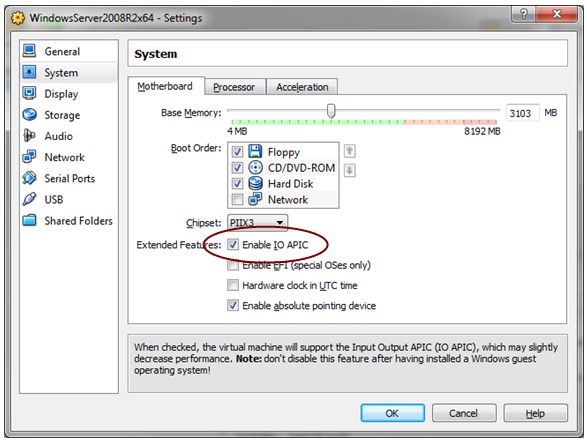 WindowsServer2008R2x64 - Settings
General
System
Display
Storage
Audio
Network
Serial Ports
USB
Shared Folders
System
Motherboard Processor Acceleration
Base Memory: 3103 MB
4 MB 8192 MB
Boot Order: Floppy
CD/DVD-ROM
Hard Disk
Network
Chipset: PIIX3
Extended Features: Enable IO APIC
Enable EFI (special OSes only)
Hardware clock in UTC time
Enable absolute pointing device
When checked, the virtual machine will support the Input Output APIC (IO APIC), which may slightly
decrease performance. Note: don't disable this feature after having installed a Windows guest
operating system!
OK Cancel Help